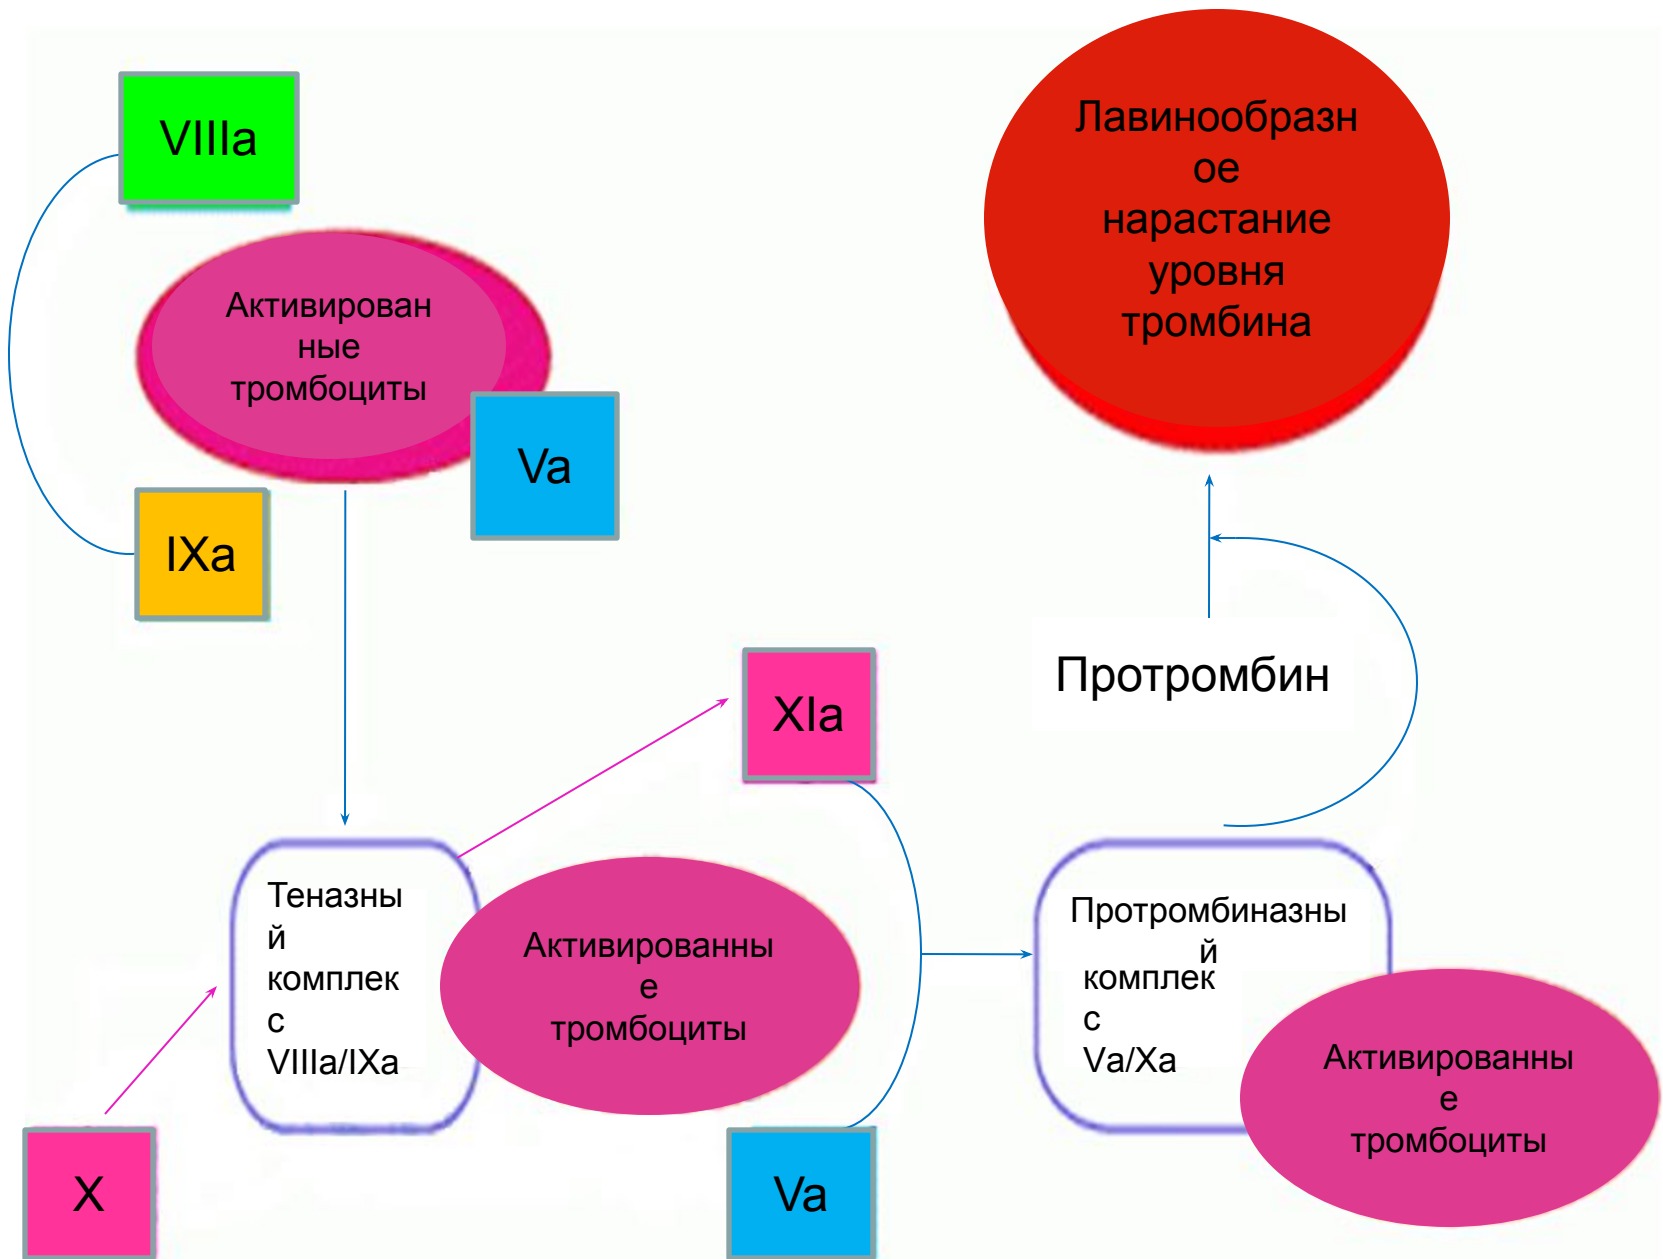 VIIIa
Активирован
ные
тромбоциты
Va
IXa
Лавинообразн
ое
нарастание
уровня
тромбина
Протромбин
XIa
Теназны
й
комплек
с
VIIIa/IXa
Активированны
е
тромбоциты
Протромбиназны
й
комплек
с
Va/Xa
Активированны
е
тромбоциты
X
Va